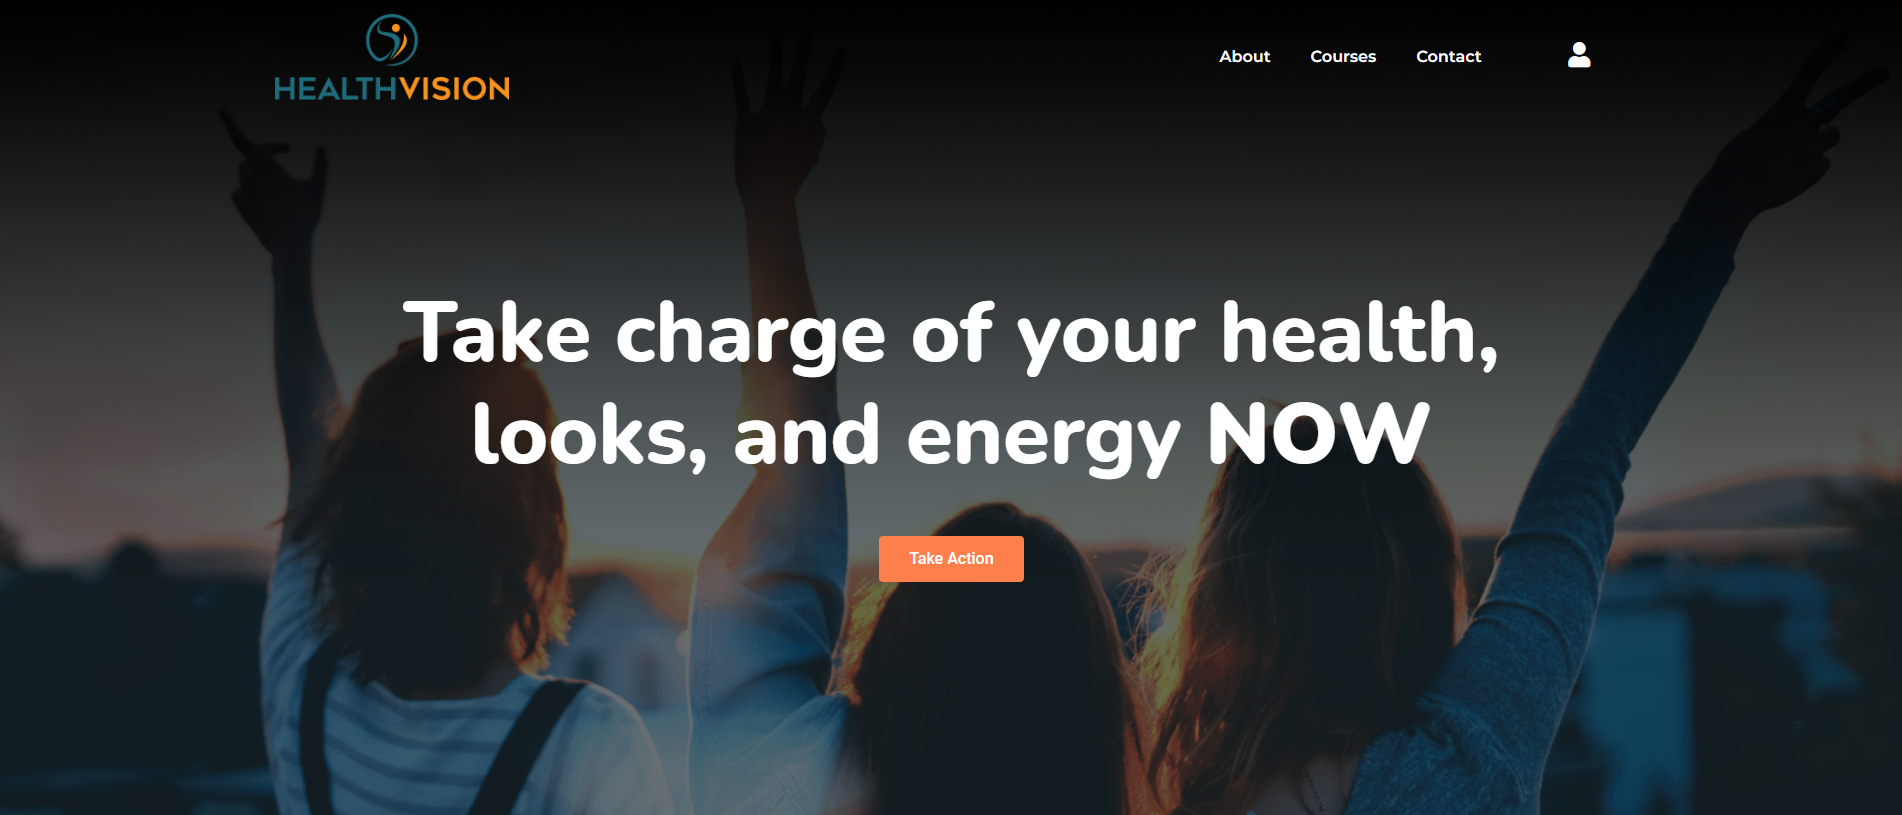 HEALTHVISION
About Courses Contact
Take charge of your health,
looks, and energy NOW
Take Action